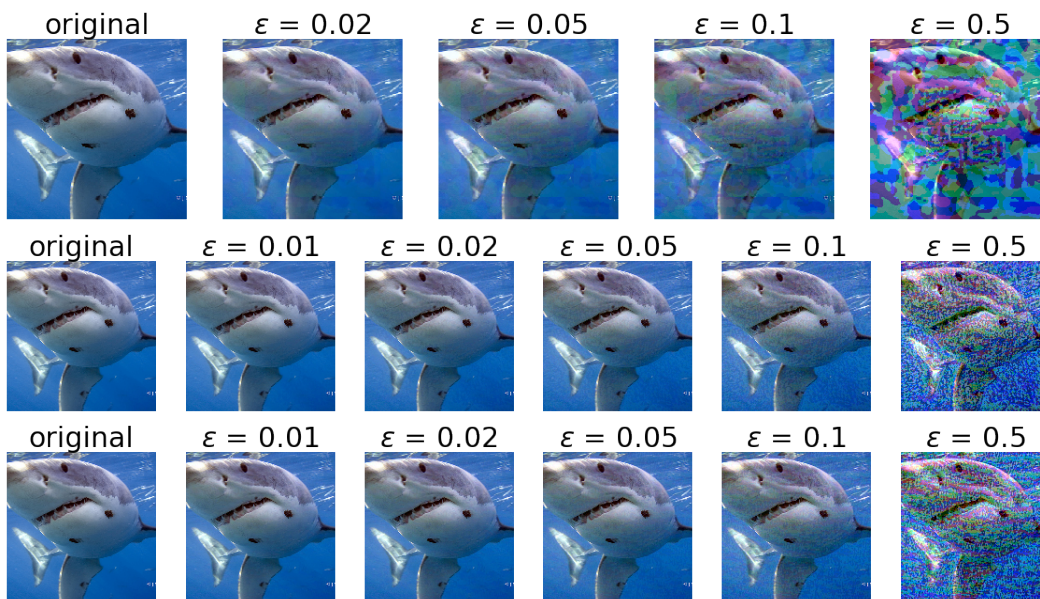 original ε = 0.02 ε = 0.05 ε = 0.1 ε = 0.5
original ε = 0.01 ε = 0.02 ε = 0.05 ε = 0.1 ε = 0.5
original ε = 0.01 ε = 0.02 ε = 0.05 ε = 0.1 ε = 0.5